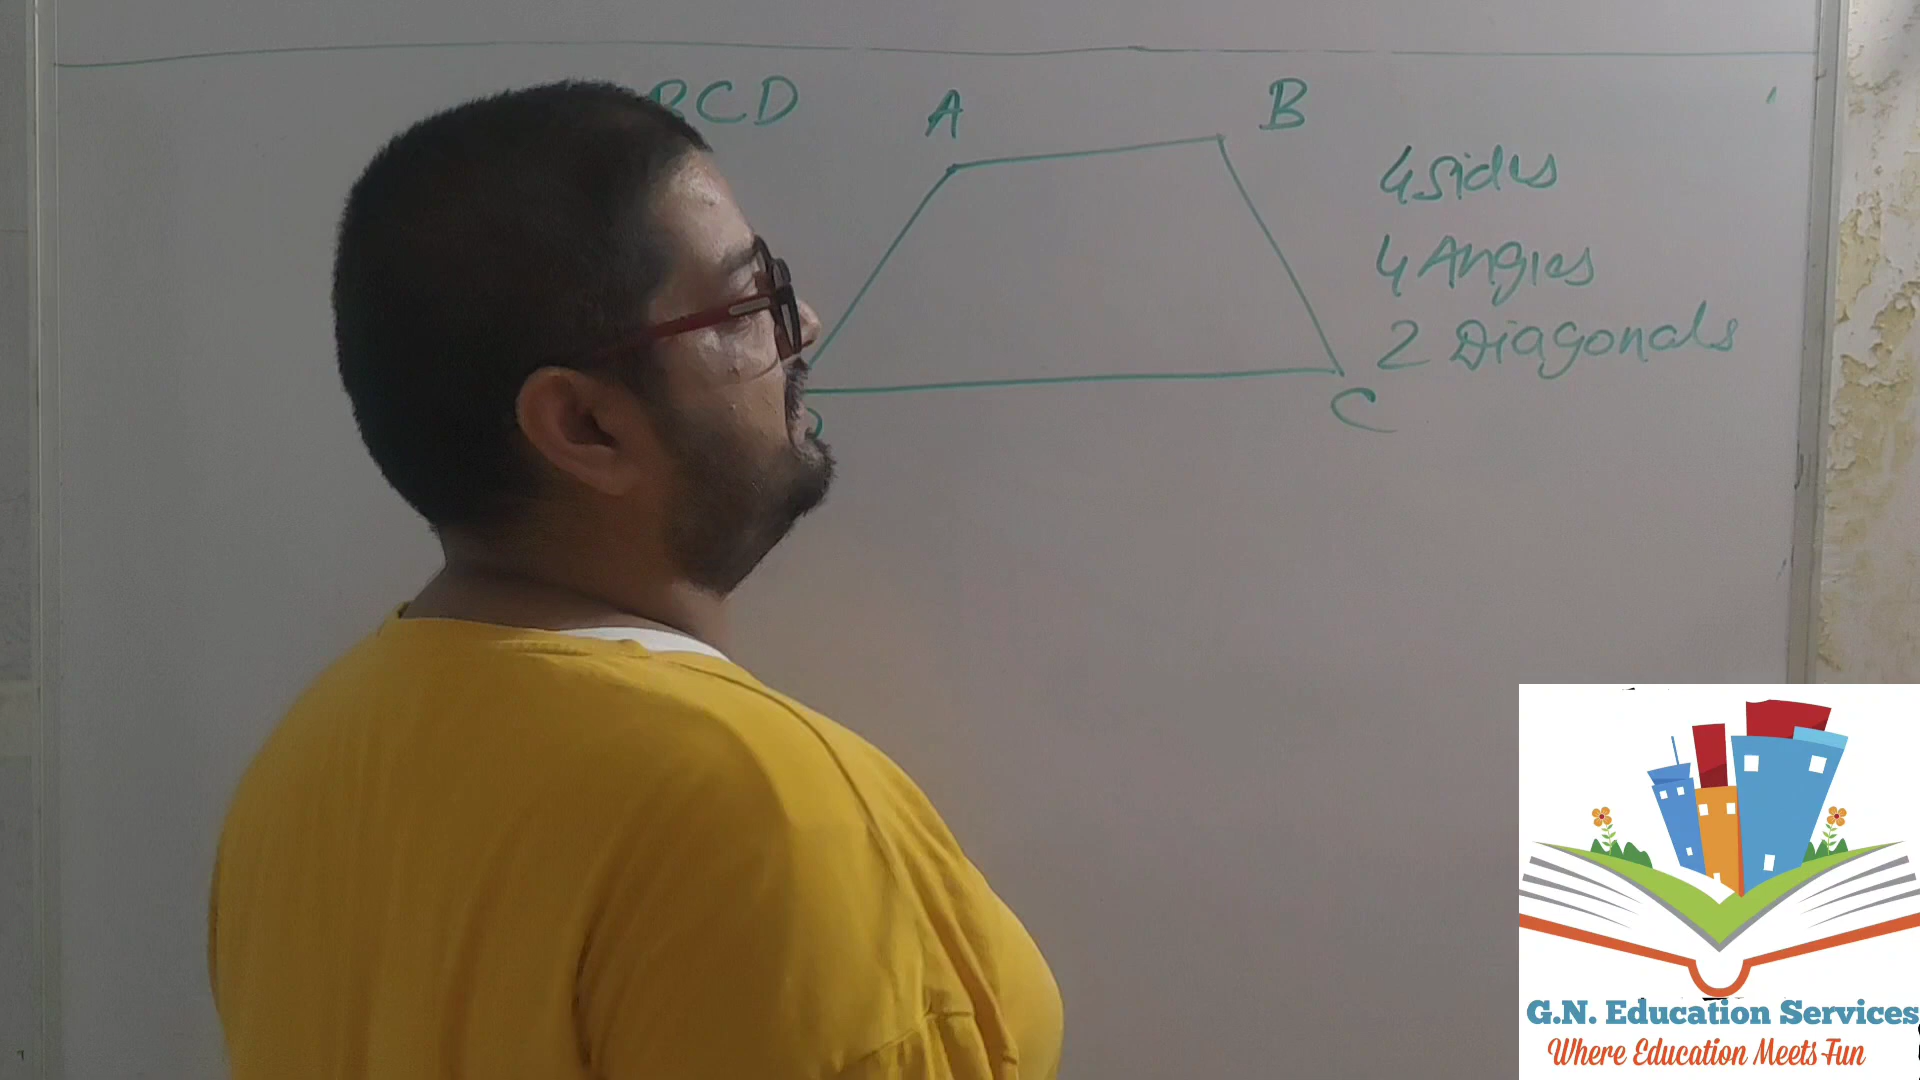 BCD
A
B
4 Sides
4 Angles
2 Diagonals
D
C
G.N. Education Services
Where Education Meets Fun